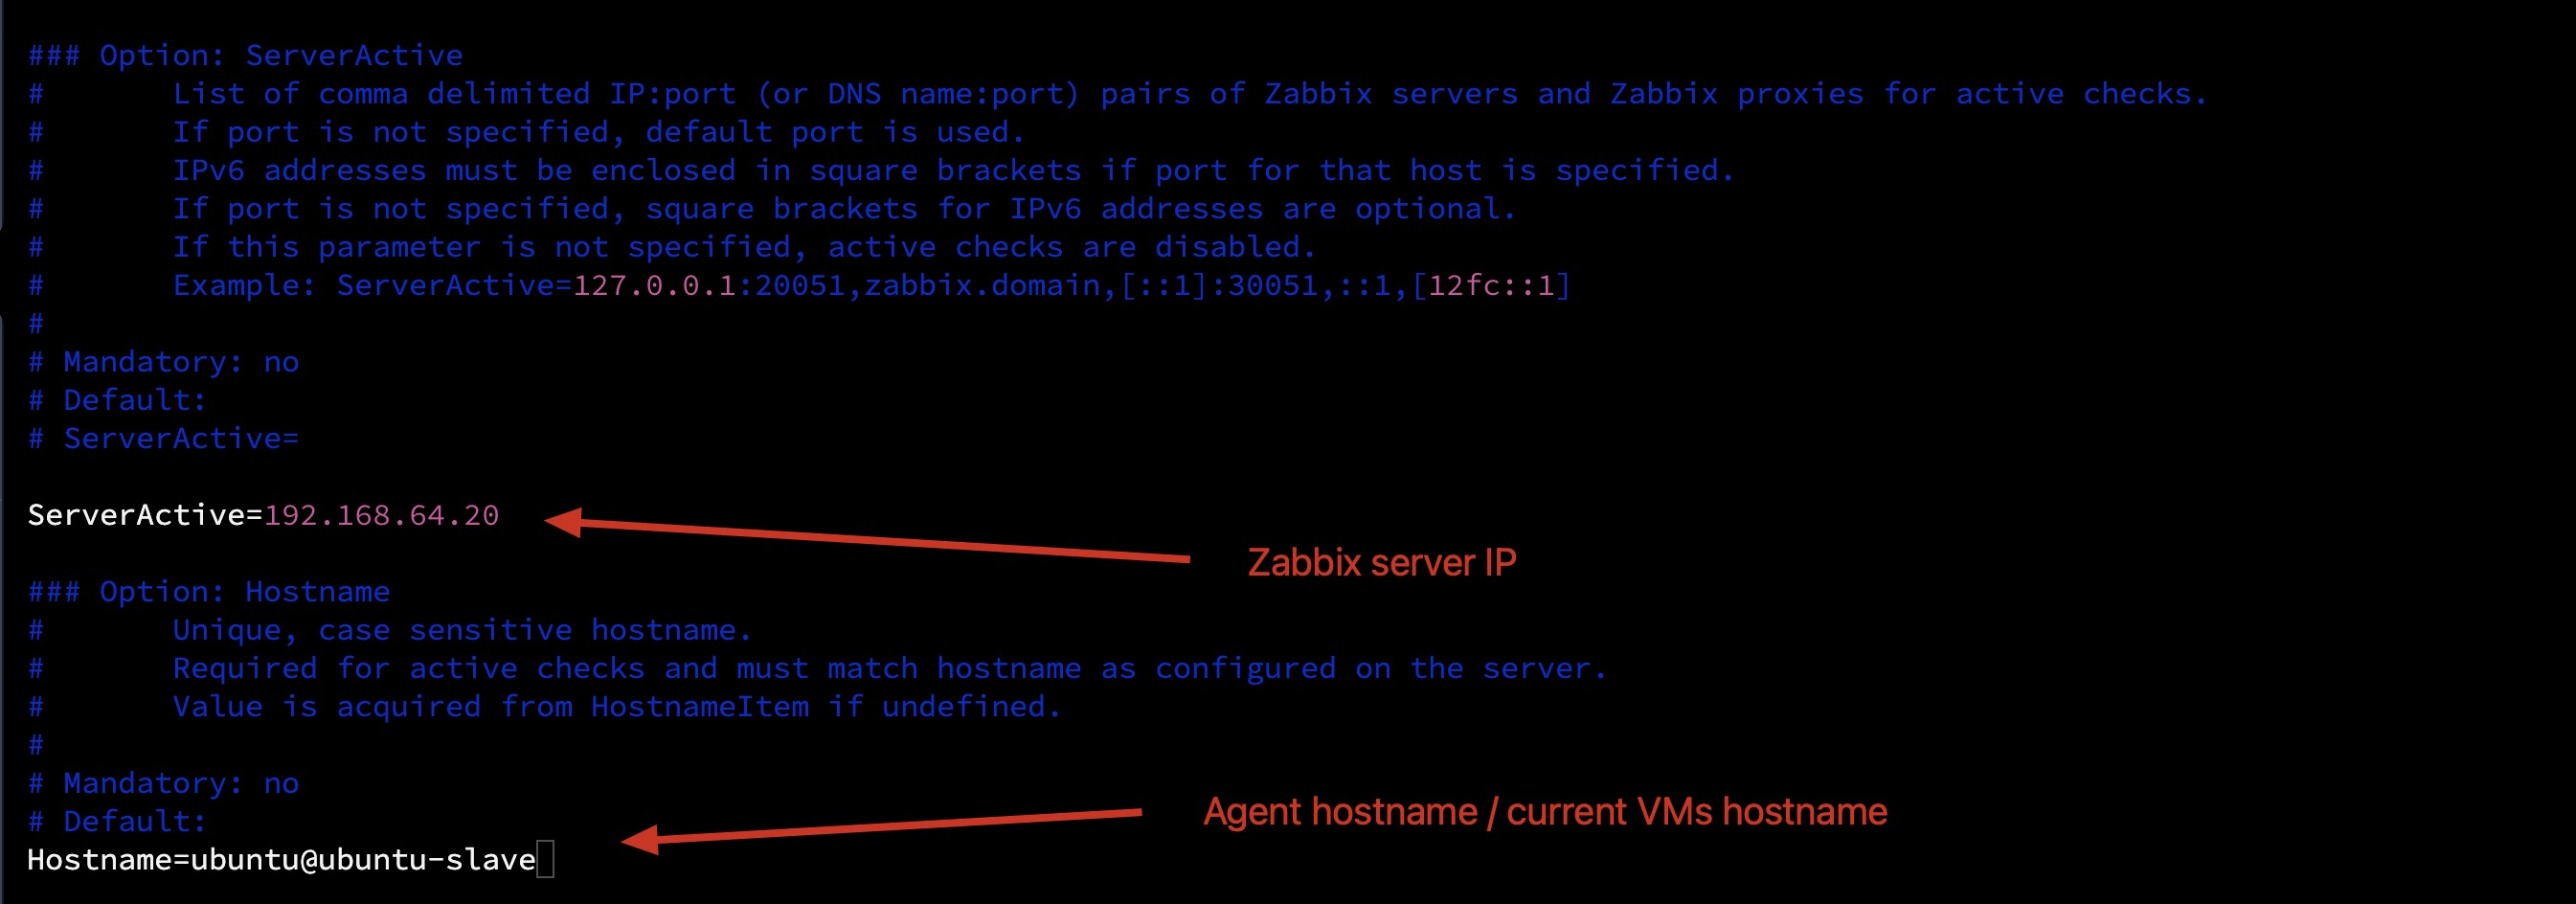 ### Option: ServerActive
#       List of comma delimited IP:port (or DNS name:port) pairs of Zabbix servers and Zabbix proxies for active checks.
#       If port is not specified, default port is used.
#       IPv6 addresses must be enclosed in square brackets if port for that host is specified.
#       If port is not specified, square brackets for IPv6 addresses are optional.
#       If this parameter is not specified, active checks are disabled.
#       Example: ServerActive=127.0.0.1:20051,zabbix.domain,[::1]:30051,::1,[12fc::1]
#
# Mandatory: no
# Default:
# ServerActive=
ServerActive=192.168.64.20
Zabbix server IP
### Option: Hostname
#       Unique, case sensitive hostname.
#       Required for active checks and must match hostname as configured on the server.
#       Value is acquired from HostnameItem if undefined.
#
# Mandatory: no
# Default:
Agent hostname / current VMs hostname
Hostname=ubuntu@ubuntu-slave